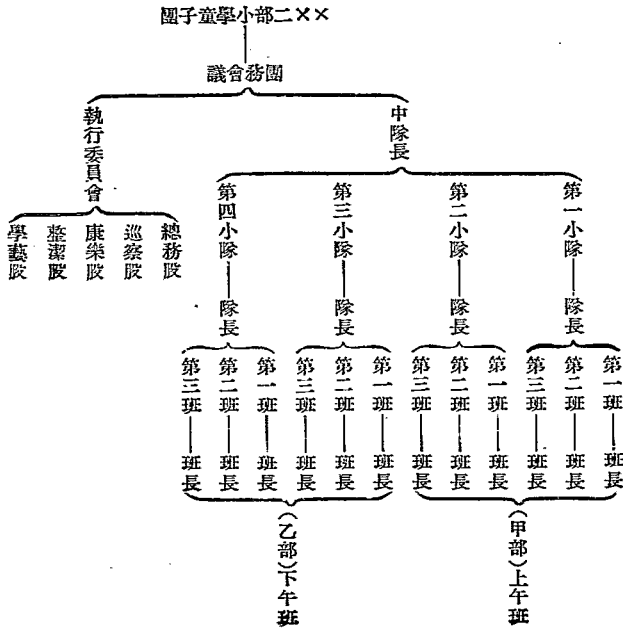 ××二部小學童子團
團務會議
中隊長
執行委員會
第一小隊——隊長
第二小隊——隊長
第三小隊——隊長
第四小隊——隊長
總務股
巡察股
康樂股
整潔股
學藝股
第一班——班長
第二班——班長
第三班——班長
第一班——班長
第二班——班長
第三班——班長
第一班——班長
第二班——班長
第三班——班長
第一班——班長
第二班——班長
第三班——班長
(甲部)上午班
(乙部)下午班